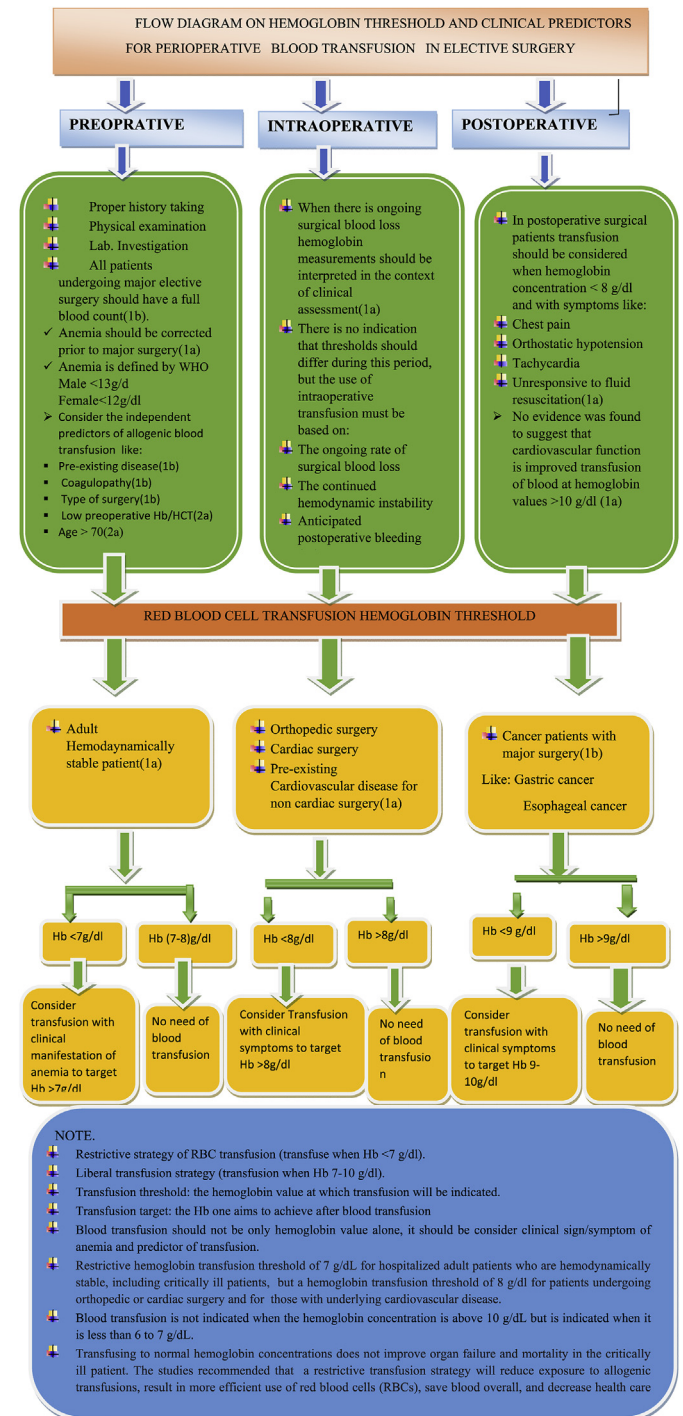 FLOW DIAGRAM ON HEMOGLOBIN THRESHOLD AND CLINICAL PREDICTORS
FOR PERIOPERATIVE BLOOD TRANSFUSION IN ELECTIVE SURGERY
PREOPRATIVE
INTRAOPERATIVE
POSTOPERATIVE
Proper history taking
Physical examination
Lab. Investigation
All patients
undergoing major elective
surgery should have a full
blood count(1b).
✓ Anemia should be corrected
prior to major surgery(1a)
✓ Anemia is defined by WHO
Male <13g/d
Female<12g/dl
➢ Consider the independent
predictors of allogenic blood
transfusion like:
▪ Pre-existing disease(1b)
▪ Coagulopathy(1b)
▪ Type of surgery(1b)
▪ Low preoperative Hb/HCT(2a)
▪ Age > 70(2a)
When there is ongoing
surgical blood loss
hemoglobin
measurements should be
interpreted in the context
of clinical
assessment(1a)
There is no indication
that thresholds should
differ during this period,
but the use of
intraoperative
transfusion must be
based on:
The ongoing rate of
surgical blood loss
The continued
hemodynamic instability
Anticipated
postoperative bleeding
In postoperative surgical
patients transfusion
should be considered
when hemoglobin
concentration < 8 g/dl
and with symptoms like:
Chest pain
Orthostatic hypotension
Tachycardia
Unresponsive to fluid
resuscitation(1a)
➢ No evidence was found
to suggest that
cardiovascular function
is improved transfusion
of blood at hemoglobin
values >10 g/dl (1a)
RED BLOOD CELL TRANSFUSION HEMOGLOBIN THRESHOLD
Adult
Hemodaynamically
stable patient(1a)
Orthopedic surgery
Cardiac surgery
Pre-existing
Cardiovascular disease for
non cardiac surgery(1a)
Cancer patients with
major surgery(1b)
Like: Gastric cancer
Esophageal cancer
Hb <7g/dl
Hb (7-8)g/dl
Hb <8g/dl
Hb >8g/dl
Hb <9 g/dl
Hb >9g/dl
Consider
transfusion with
clinical
manifestation of
anemia to target
Hb >7g/dl
No need of
blood
transfusion
Consider Transfusion
with clinical
symptoms to target
Hb >8g/dl
No need
of blood
transfusio
n
Consider
transfusion with
clinical symptoms
to target Hb 9-
10g/dl
No need of
blood
transfusion
NOTE.
Restrictive strategy of RBC transfusion (transfuse when Hb <7 g/dl).
Liberal transfusion strategy (transfusion when Hb 7-10 g/dl).
Transfusion threshold: the hemoglobin value at which transfusion will be indicated.
Transfusion target: the Hb one aims to achieve after blood transfusion
Blood transfusion should not be only hemoglobin value alone, it should be consider clinical sign/symptom of
anemia and predictor of transfusion.
Restrictive hemoglobin transfusion threshold of 7 g/dL for hospitalized adult patients who are hemodynamically
stable, including critically ill patients, but a hemoglobin transfusion threshold of 8 g/dl for patients undergoing
orthopedic or cardiac surgery and for those with underlying cardiovascular disease.
Blood transfusion is not indicated when the hemoglobin concentration is above 10 g/dL but is indicated when it
is less than 6 to 7 g/dL.
Transfusing to normal hemoglobin concentrations does not improve organ failure and mortality in the critically
ill patient. The studies recommended that a restrictive transfusion strategy will reduce exposure to allogenic
transfusions, result in more efficient use of red blood cells (RBCs), save blood overall, and decrease health care